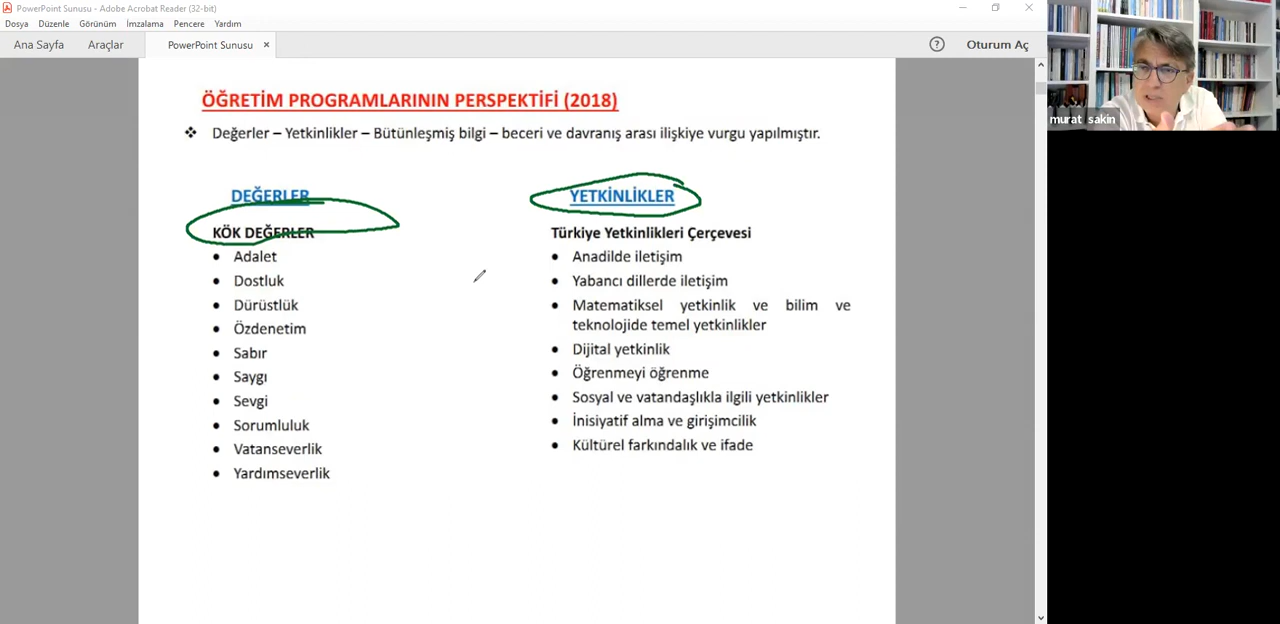 PowerPoint Sunusu - Adobe Acrobat Reader (32-bit)
Dosya Düzenle Görünüm İmzalama Pencere Yardım
Ana Sayfa Araçlar PowerPoint Sunusu × ? Oturum Aç
ÖĞRETİM PROGRAMLARININ PERSPEKTİFİ (2018)
❖ Değerler – Yetkinlikler – Bütünleşmiş bilgi – beceri ve davranış arası ilişkiye vurgu yapılmıştır.
DEĞERLER
KÖK DEĞERLER
• Adalet
• Dostluk
• Dürüstlük
• Özdenetim
• Sabır
• Saygı
• Sevgi
• Sorumluluk
• Vatanseverlik
• Yardımseverlik
YETKİNLİKLER
Türkiye Yetkinlikleri Çerçevesi
• Anadilde iletişim
• Yabancı dillerde iletişim
• Matematiksel yetkinlik ve bilim ve
teknolojide temel yetkinlikler
• Dijital yetkinlik
• Öğrenmeyi öğrenme
• Sosyal ve vatandaşlıkla ilgili yetkinlikler
• İnisiyatif alma ve girişimcilik
• Kültürel farkındalık ve ifade
murat sakin